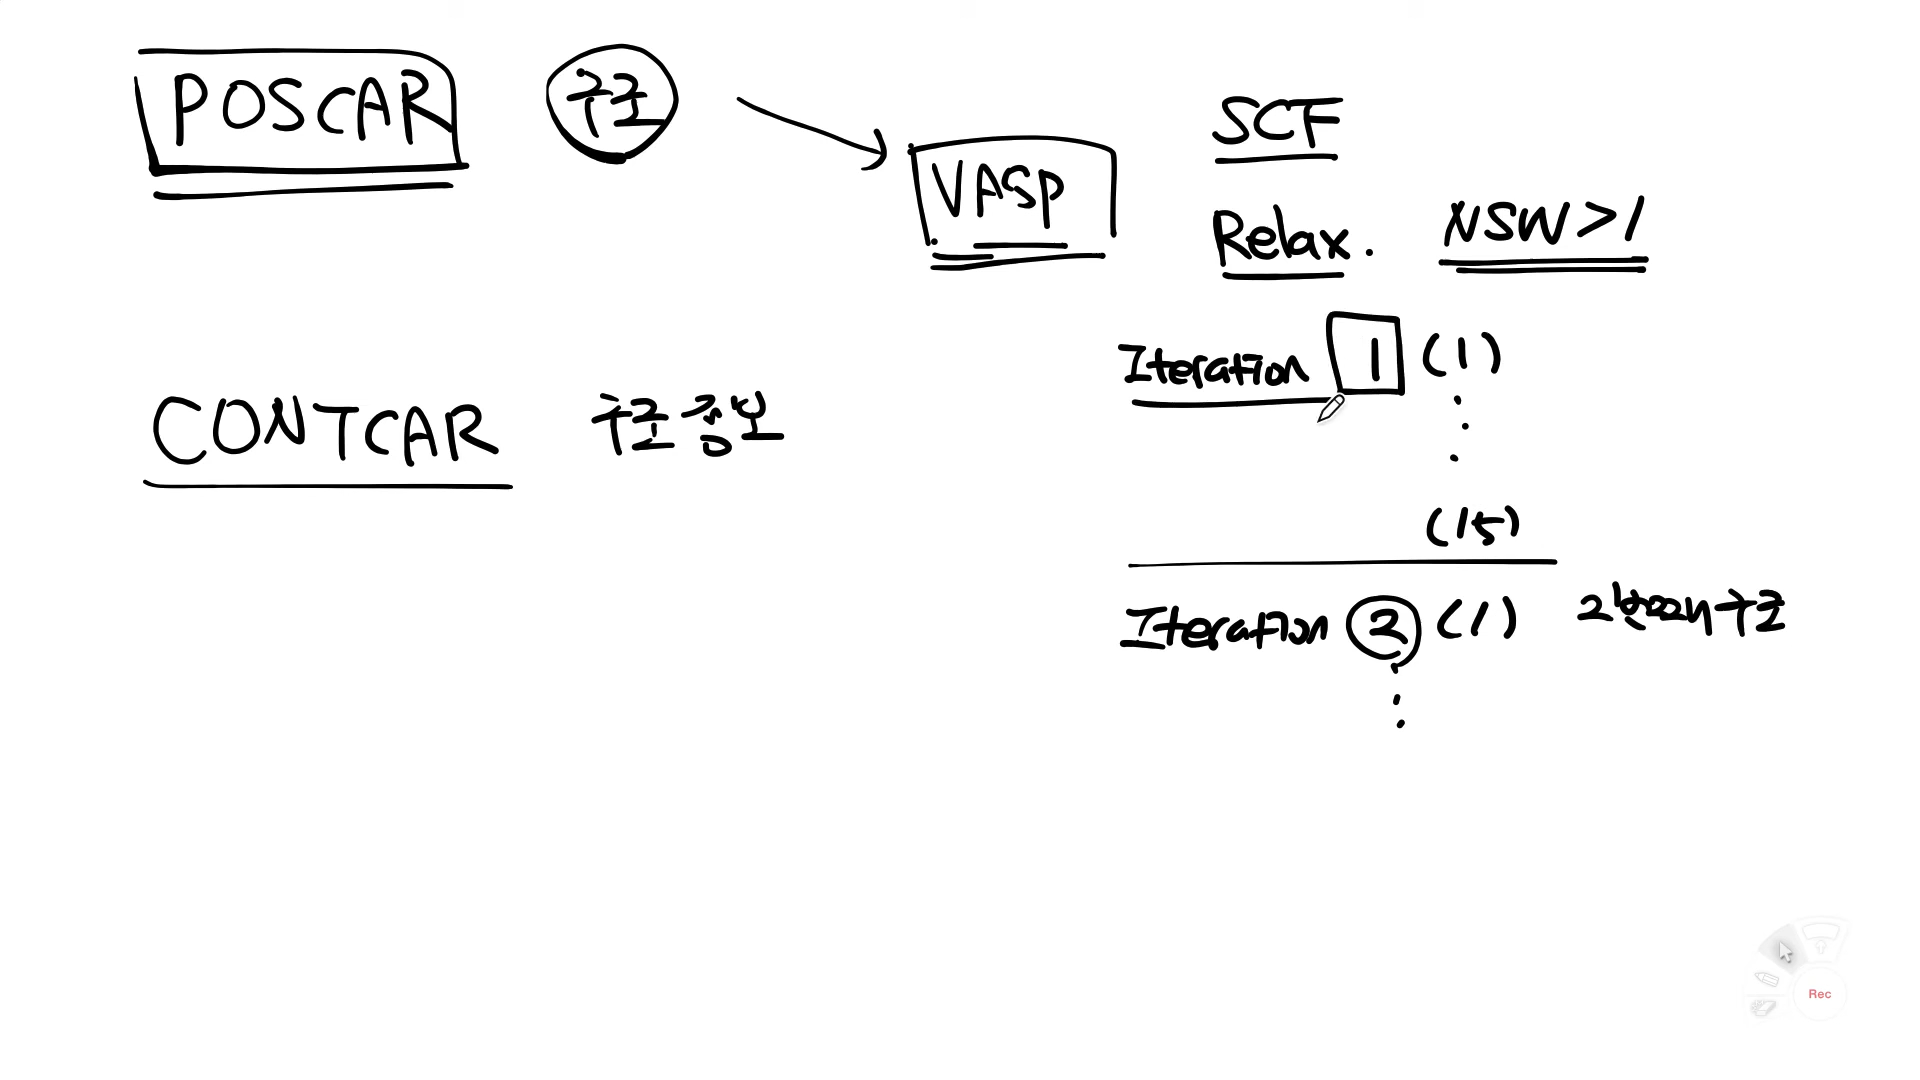 POSCAR 구조
VASP
SCF
Relax. NSW>1
Iteration 1 (1)
CONTCAR 구조 정보
(15)
Iteration 2 (1) 2번째 구조
Rec